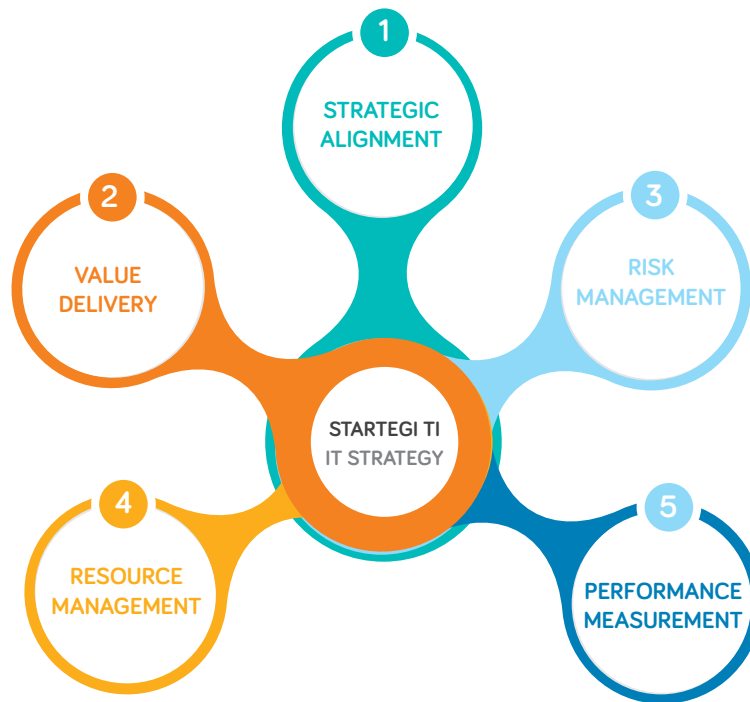 1
STRATEGIC
ALIGNMENT
2
VALUE
DELIVERY
3
RISK
MANAGEMENT
STARTEGI TI
IT STRATEGY
4
RESOURCE
MANAGEMENT
5
PERFORMANCE
MEASUREMENT